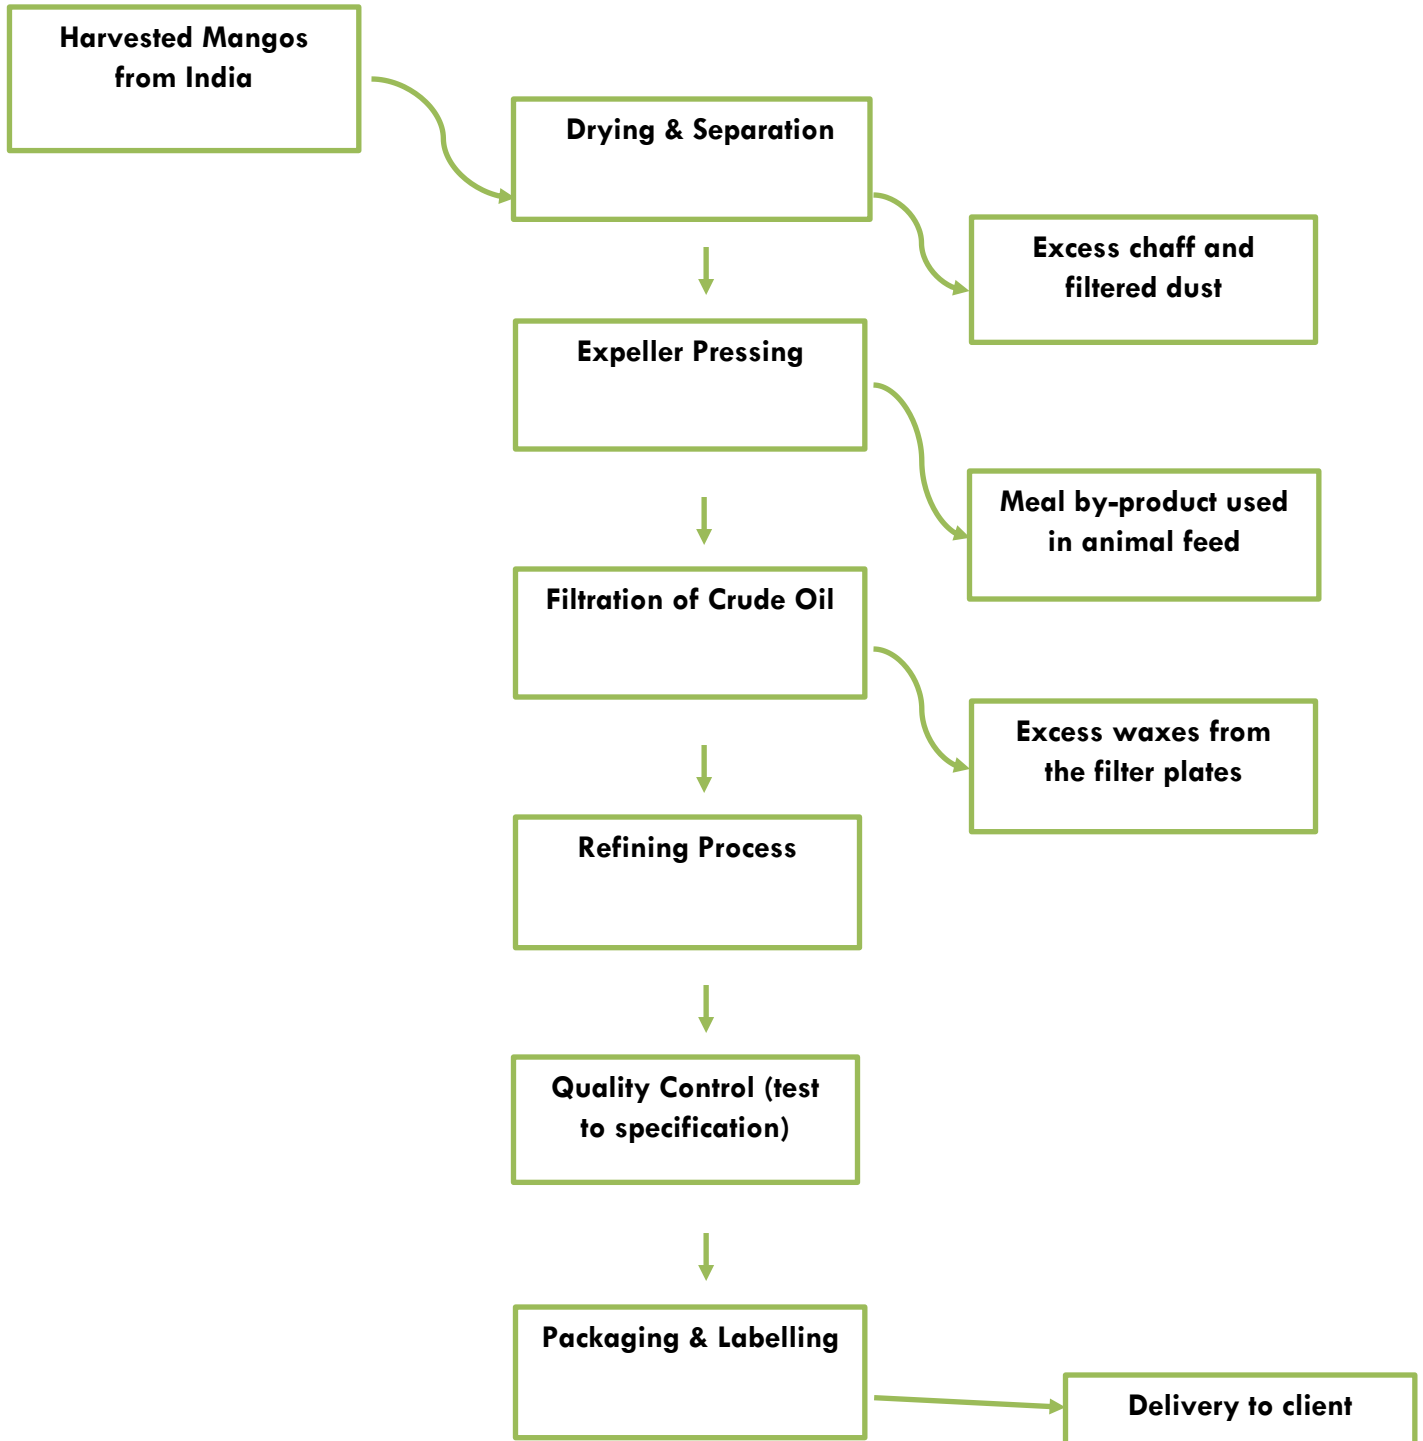 Harvested Mangos
from India
Drying & Separation
Excess chaff and
filtered dust
Expeller Pressing
Meal by-product used
in animal feed
Filtration of Crude Oil
Excess waxes from
the filter plates
Refining Process
Quality Control (test
to specification)
Packaging & Labelling
Delivery to client